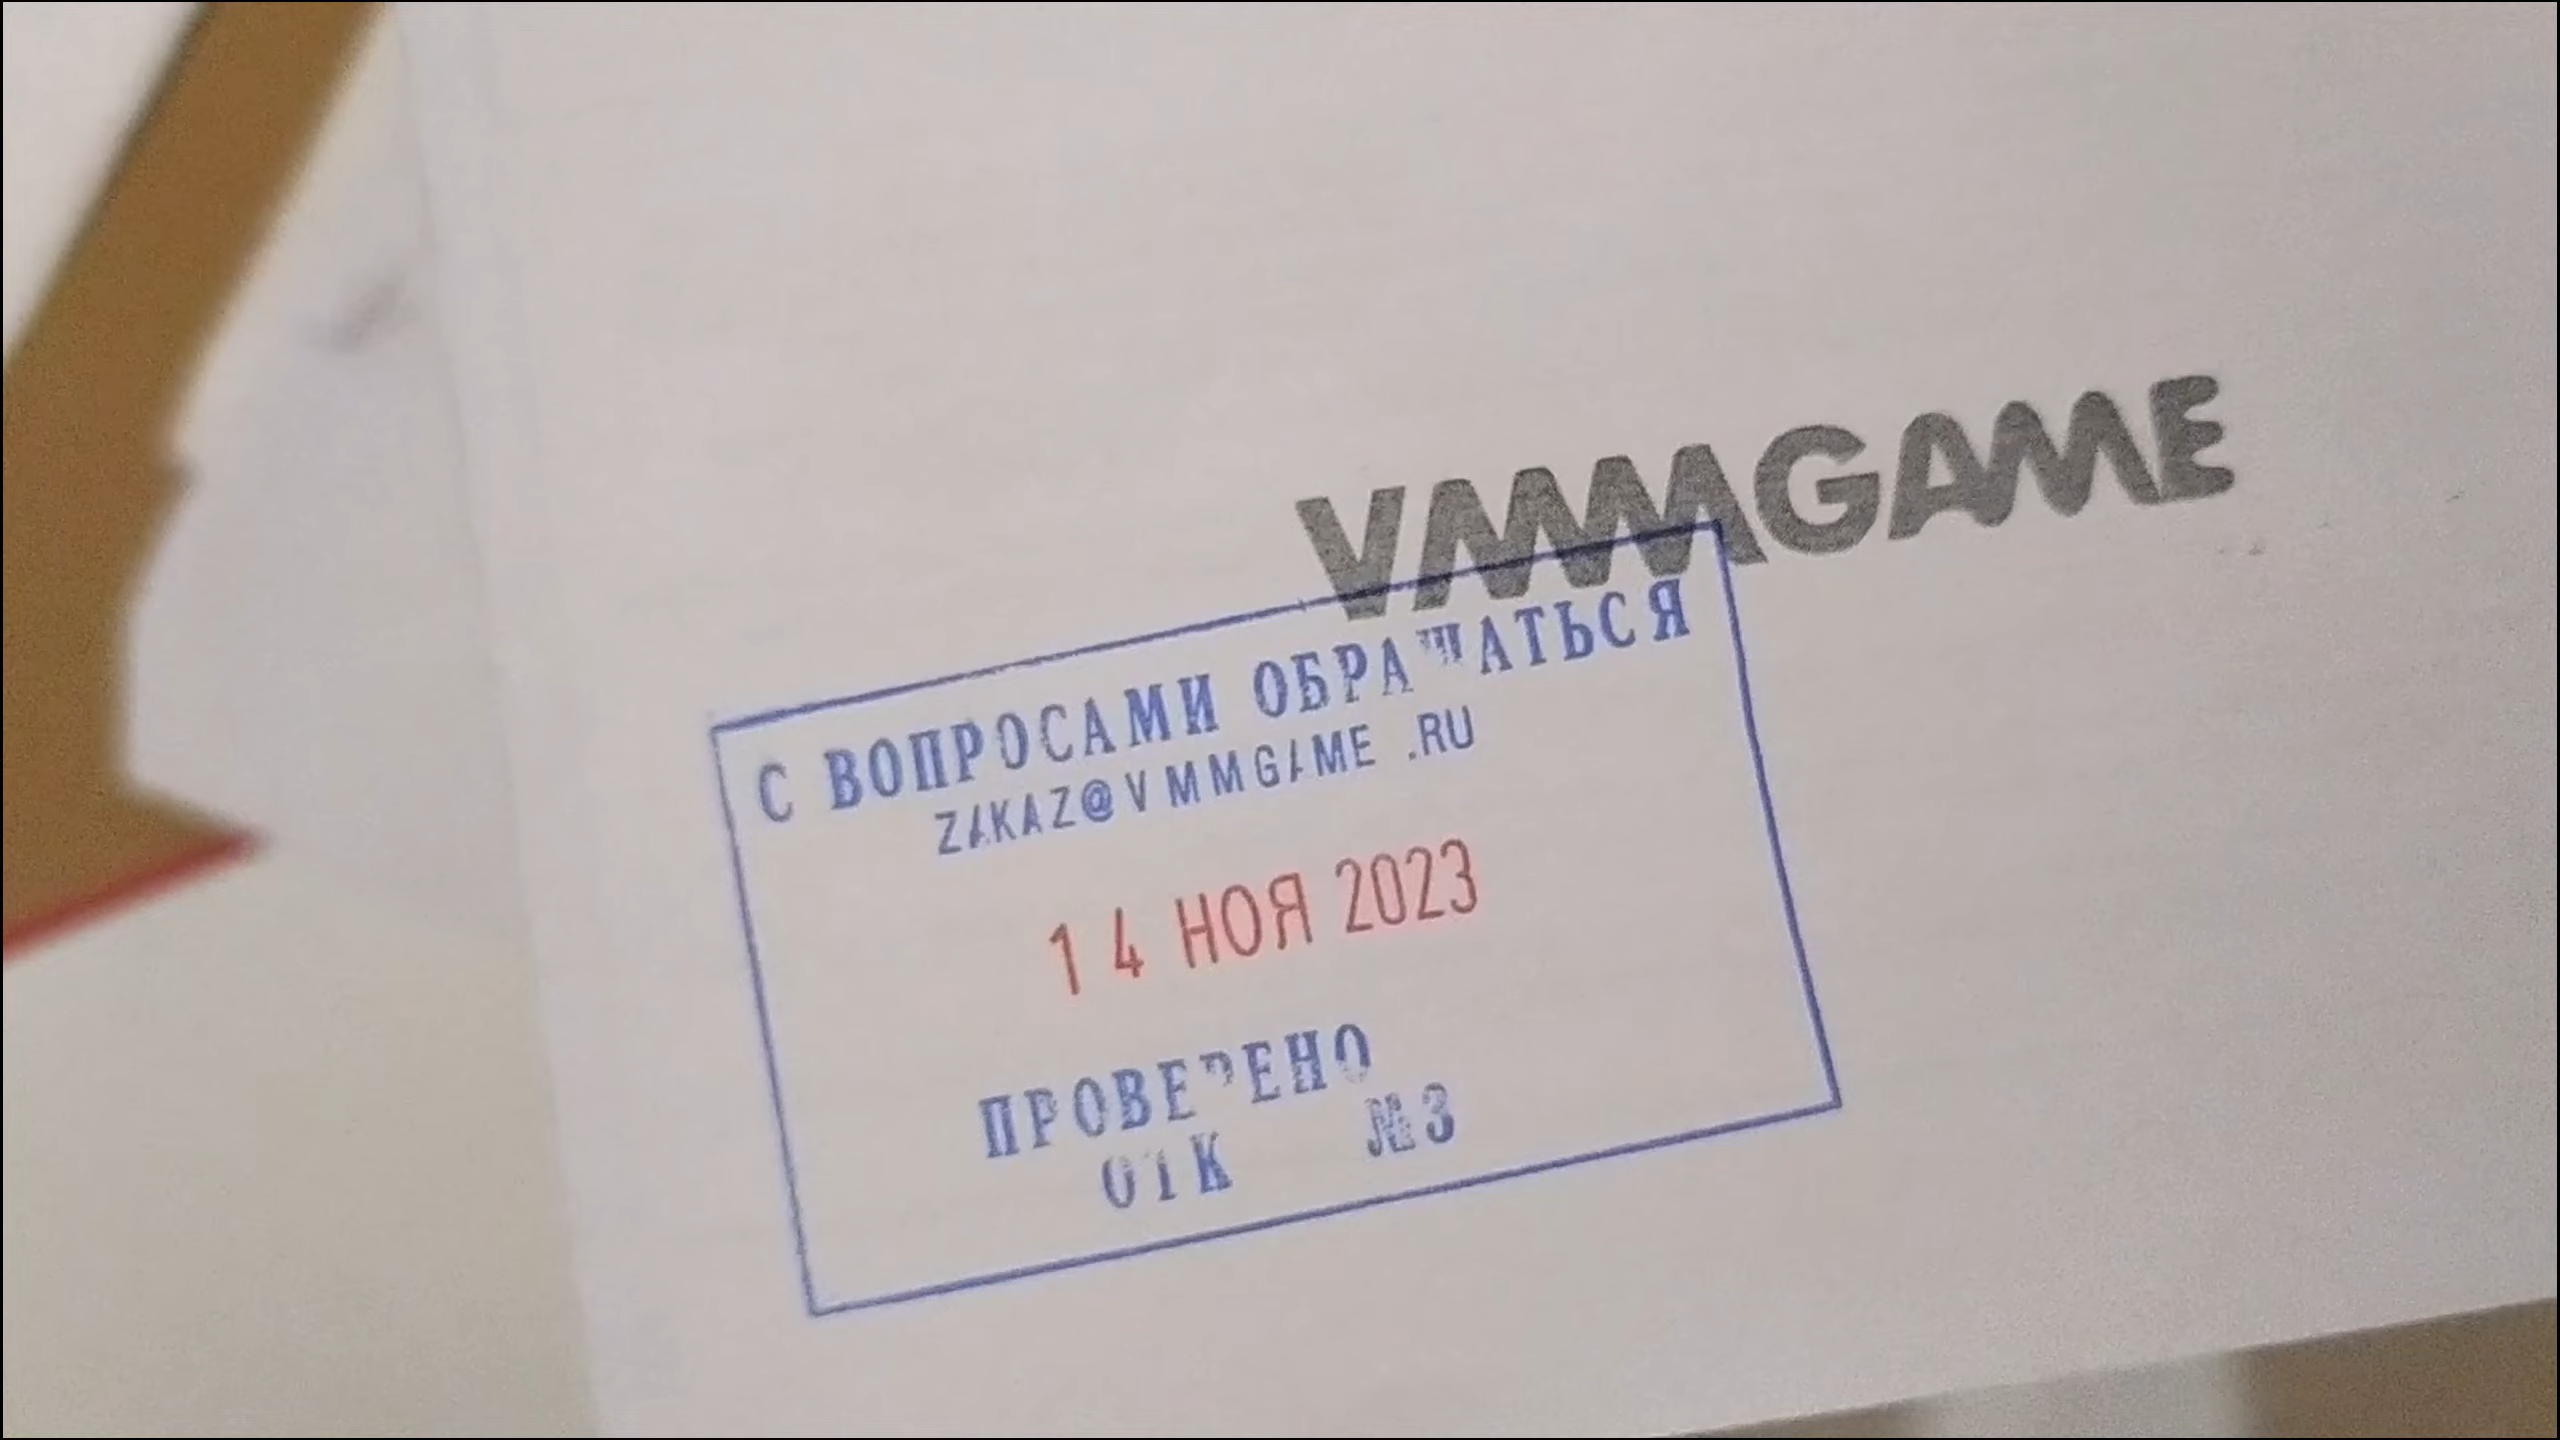 VMMGAME
С ВОПРОСАМИ ОБРАЩАТЬСЯ
ZAKAZ@VMMGAME .RU
14 НОЯ 2023
ПРОВЕРЕНО
ОТК №3